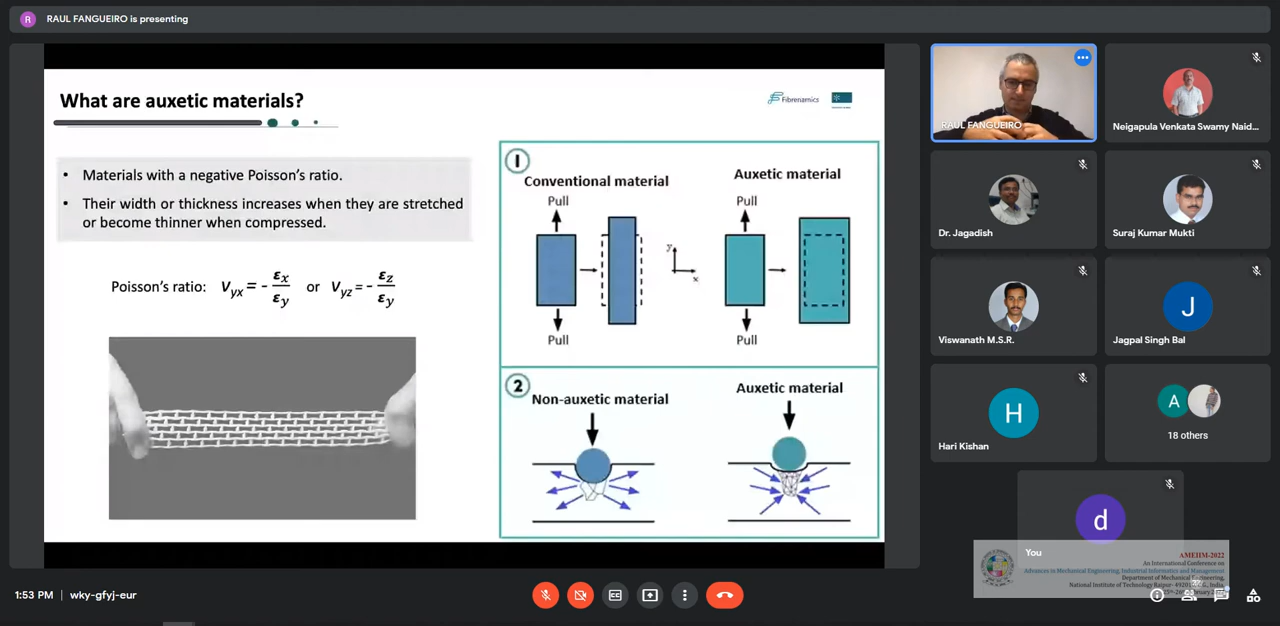 R
RAUL FANGUEIRO is presenting
What are auxetic materials?
Fibrenamics
• Materials with a negative Poisson's ratio.
• Their width or thickness increases when they are stretched
or become thinner when compressed.
Poisson's ratio: Vyx = - εx/εy or Vyz = - εz/εy
1
Conventional material
Auxetic material
Pull
Pull
y
x
Pull
Pull
2
Non-auxetic material
Auxetic material
RAUL FANGUEIRO
Neigapula Venkata Swamy Naid...
Dr. Jagadish
Suraj Kumar Mukti
Viswanath M.S.R.
J
Jagpal Singh Bal
H
Hari Kishan
A
18 others
d
You
AMEHM-2022
An International Conference on
Advances in Mechanical Engineering, Industrial Informatics and Management
Department of Mechanical Engineering,
National Institute of Technology Raipur-
India,
1:53 PM | wky-gfyj-eur